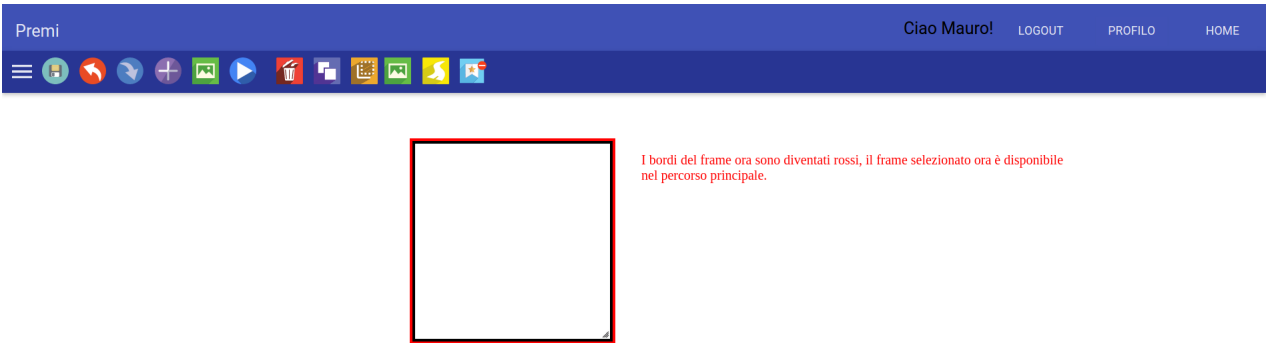 Premi
Ciao Mauro! LOGOUT PROFILO HOME
I bordi del frame ora sono diventati rossi, il frame selezionato ora è disponibile
nel percorso principale.